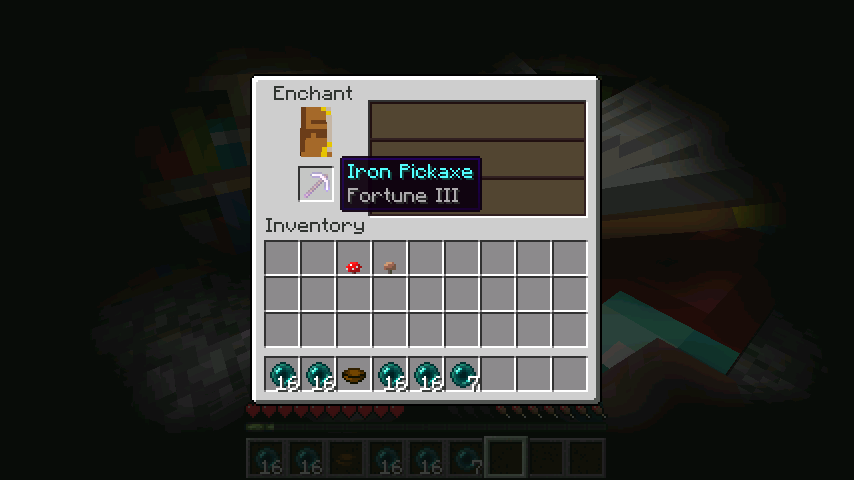 Enchant
Iron Pickaxe
Fortune III
Inventory
16 16 16 16 7
16 16 16 16 7